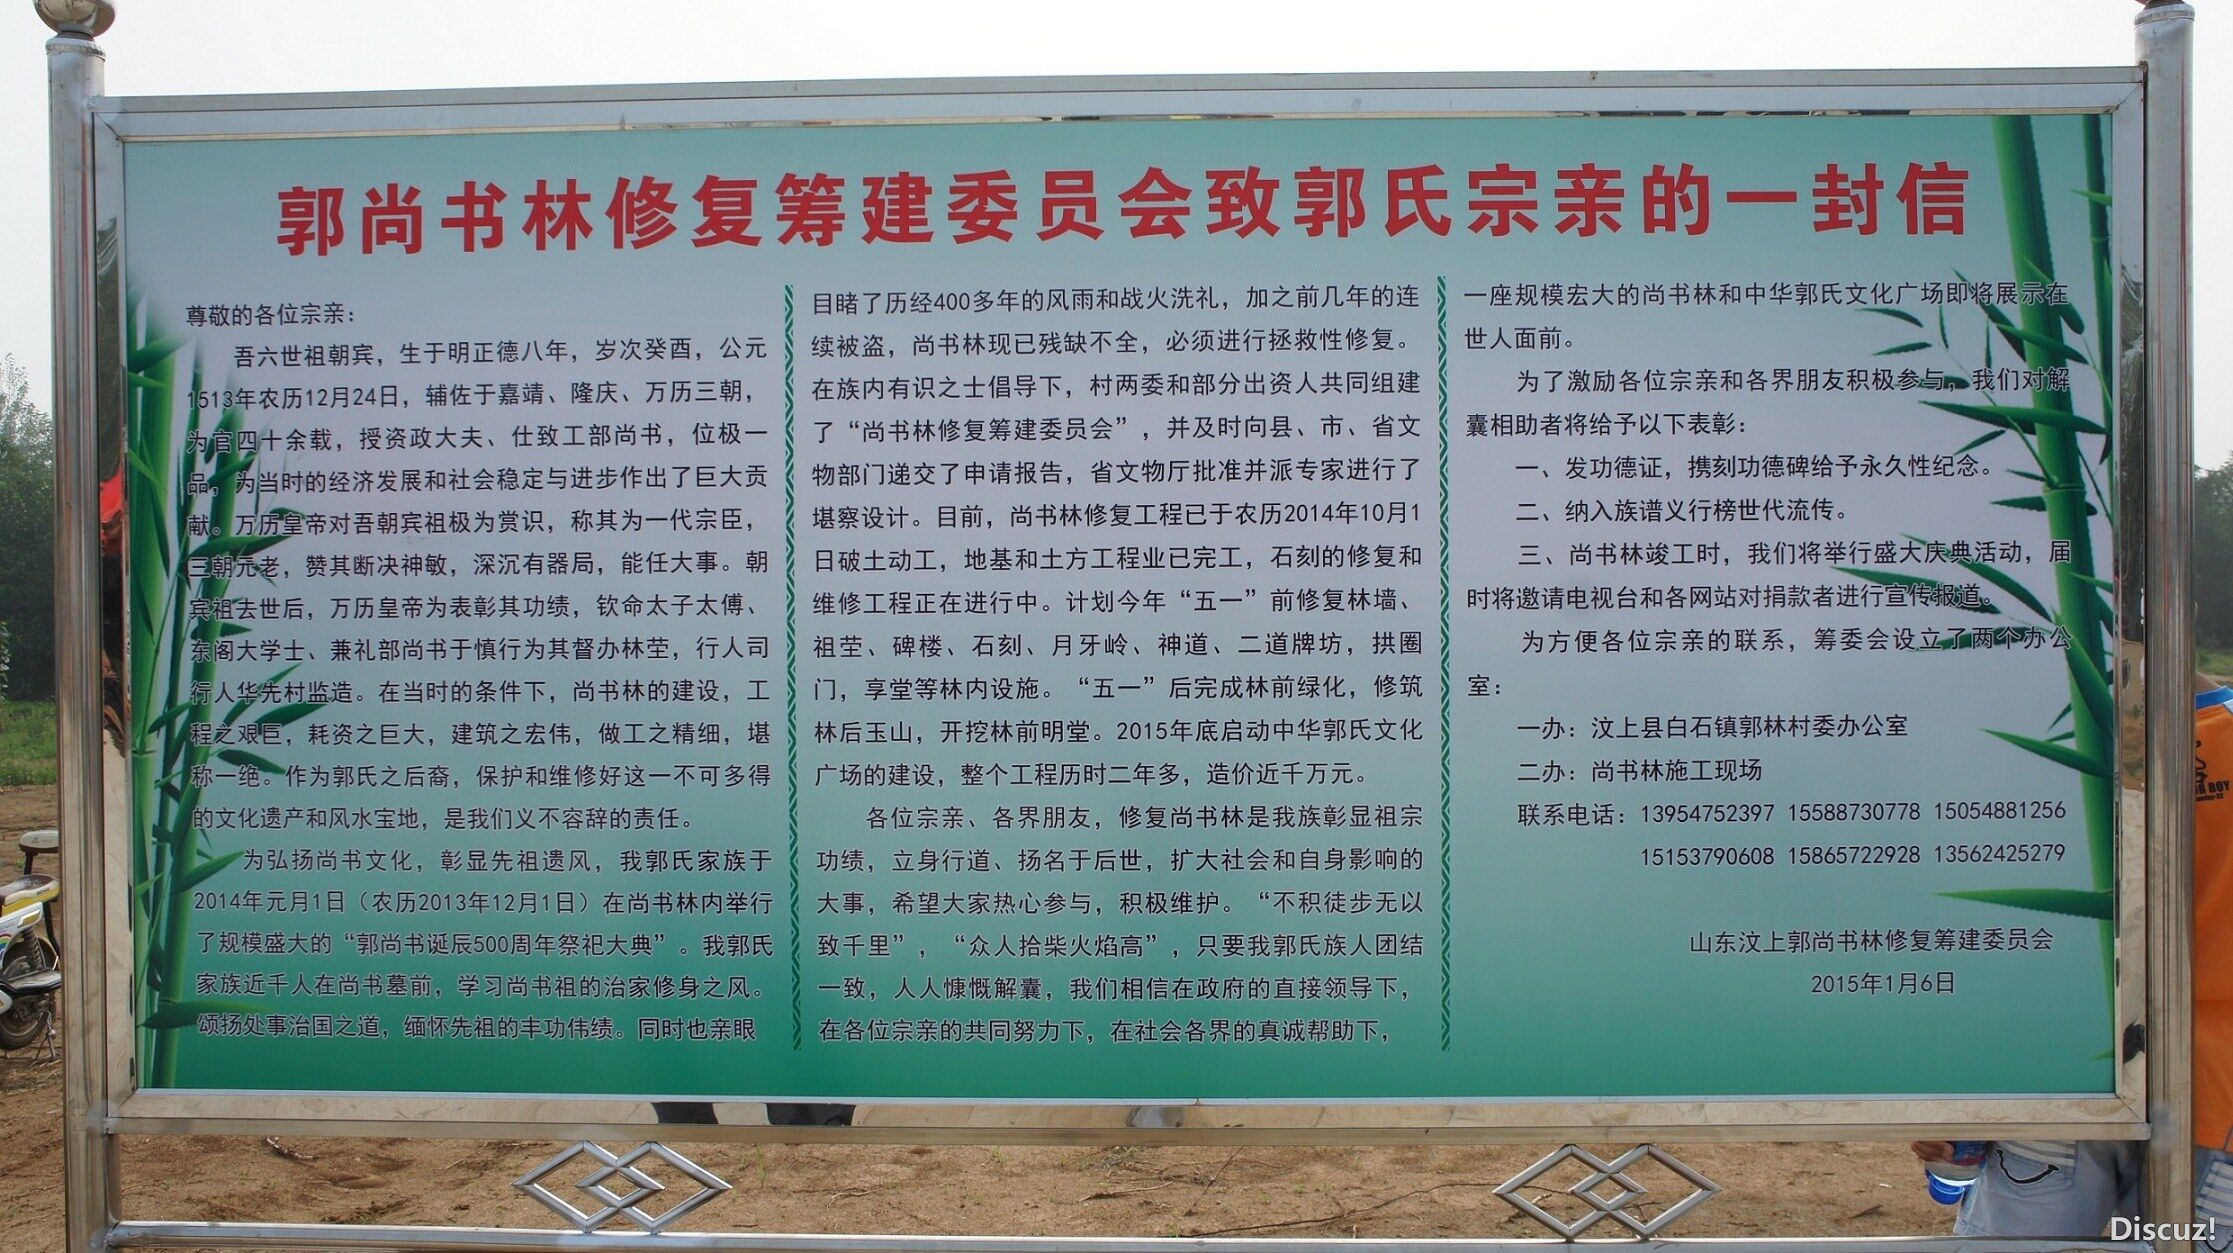 郭尚书林修复筹建委员会致郭氏宗亲的一封信
尊敬的各位宗亲：
吾六世祖朝宾，生于明正德八年，岁次癸酉，公元
1513年农历12月24日，辅佐于嘉靖、隆庆、万历三朝，
为官四十余载，授资政大夫、仕致工部尚书，位极一
品，为当时的经济发展和社会稳定与进步作出了巨大贡
献。万历皇帝对吾朝宾祖极为赏识，称其为一代宗臣，
三朝元老，赞其断决神敏，深沉有器局，能任大事。朝
宾祖去世后，万历皇帝为表彰其功绩，钦命太子太傅、
东阁大学士、兼礼部尚书于慎行为其督办林茔，行人司
行人华先村监造。在当时的条件下，尚书林的建设，工
程之艰巨，耗资之巨大，建筑之宏伟，做工之精细，堪
称一绝。作为郭氏之后裔，保护和维修好这一不可多得
的文化遗产和风水宝地，是我们义不容辞的责任。
为弘扬尚书文化，彰显先祖遗风，我郭氏家族于
2014年元月1日（农历2013年12月1日）在尚书林内举行
了规模盛大的“郭尚书诞辰500周年祭祀大典”。我郭氏
家族近千人在尚书墓前，学习尚书祖的治家修身之风。
颂扬处事治国之道，缅怀先祖的丰功伟绩。同时也亲眼
目睹了历经400多年的风雨和战火洗礼，加之前几年的连
续被盗，尚书林现已残缺不全，必须进行拯救性修复。
在族内有识之士倡导下，村两委和部分出资人共同组建
了“尚书林修复筹建委员会”，并及时向县、市、省文
物部门递交了申请报告，省文物厅批准并派专家进行了
堪察设计。目前，尚书林修复工程已于农历2014年10月1
日破土动工，地基和土方工程业已完工，石刻的修复和
维修工程正在进行中。计划今年“五一”前修复林墙、
祖茔、碑楼、石刻、月牙岭、神道、二道牌坊，拱圈
门，享堂等林内设施。“五一”后完成林前绿化，修筑
林后玉山，开挖林前明堂。2015年底启动中华郭氏文化
广场的建设，整个工程历时二年多，造价近千万元。
各位宗亲、各界朋友，修复尚书林是我族彰显祖宗
功绩，立身行道、扬名于后世，扩大社会和自身影响的
大事，希望大家热心参与，积极维护。“不积徒步无以
致千里”，“众人拾柴火焰高”，只要我郭氏族人团结
一致，人人慷慨解囊，我们相信在政府的直接领导下，
在各位宗亲的共同努力下，在社会各界的真诚帮助下，
一座规模宏大的尚书林和中华郭氏文化广场即将展示在
世人面前。
为了激励各位宗亲和各界朋友积极参与，我们对解
囊相助者将给予以下表彰：
一、发功德证，携刻功德碑给予永久性纪念。
二、纳入族谱义行榜世代流传。
三、尚书林竣工时，我们将举行盛大庆典活动，届
时将邀请电视台和各网站对捐款者进行宣传报道。
为方便各位宗亲的联系，筹委会设立了两个办公
室：
一办：汶上县白石镇郭林村委办公室
二办：尚书林施工现场
联系电话：13954752397 15588730778 15054881256
15153790608 15865722928 13562425279
山东汶上郭尚书林修复筹建委员会
2015年1月6日
Discuz!